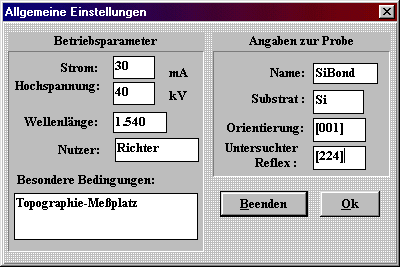 Allgemeine Einstellungen
Betriebsparameter
Strom: 30 mA
Hochspannung: 40 kV
Wellenlänge: 1.540
Nutzer: Richter
Besondere Bedingungen:
Topographie-Meßplatz
Angaben zur Probe
Name: SiBond
Substrat : Si
Orientierung: [001]
Untersuchter
Reflex : [224]
Beenden Ok